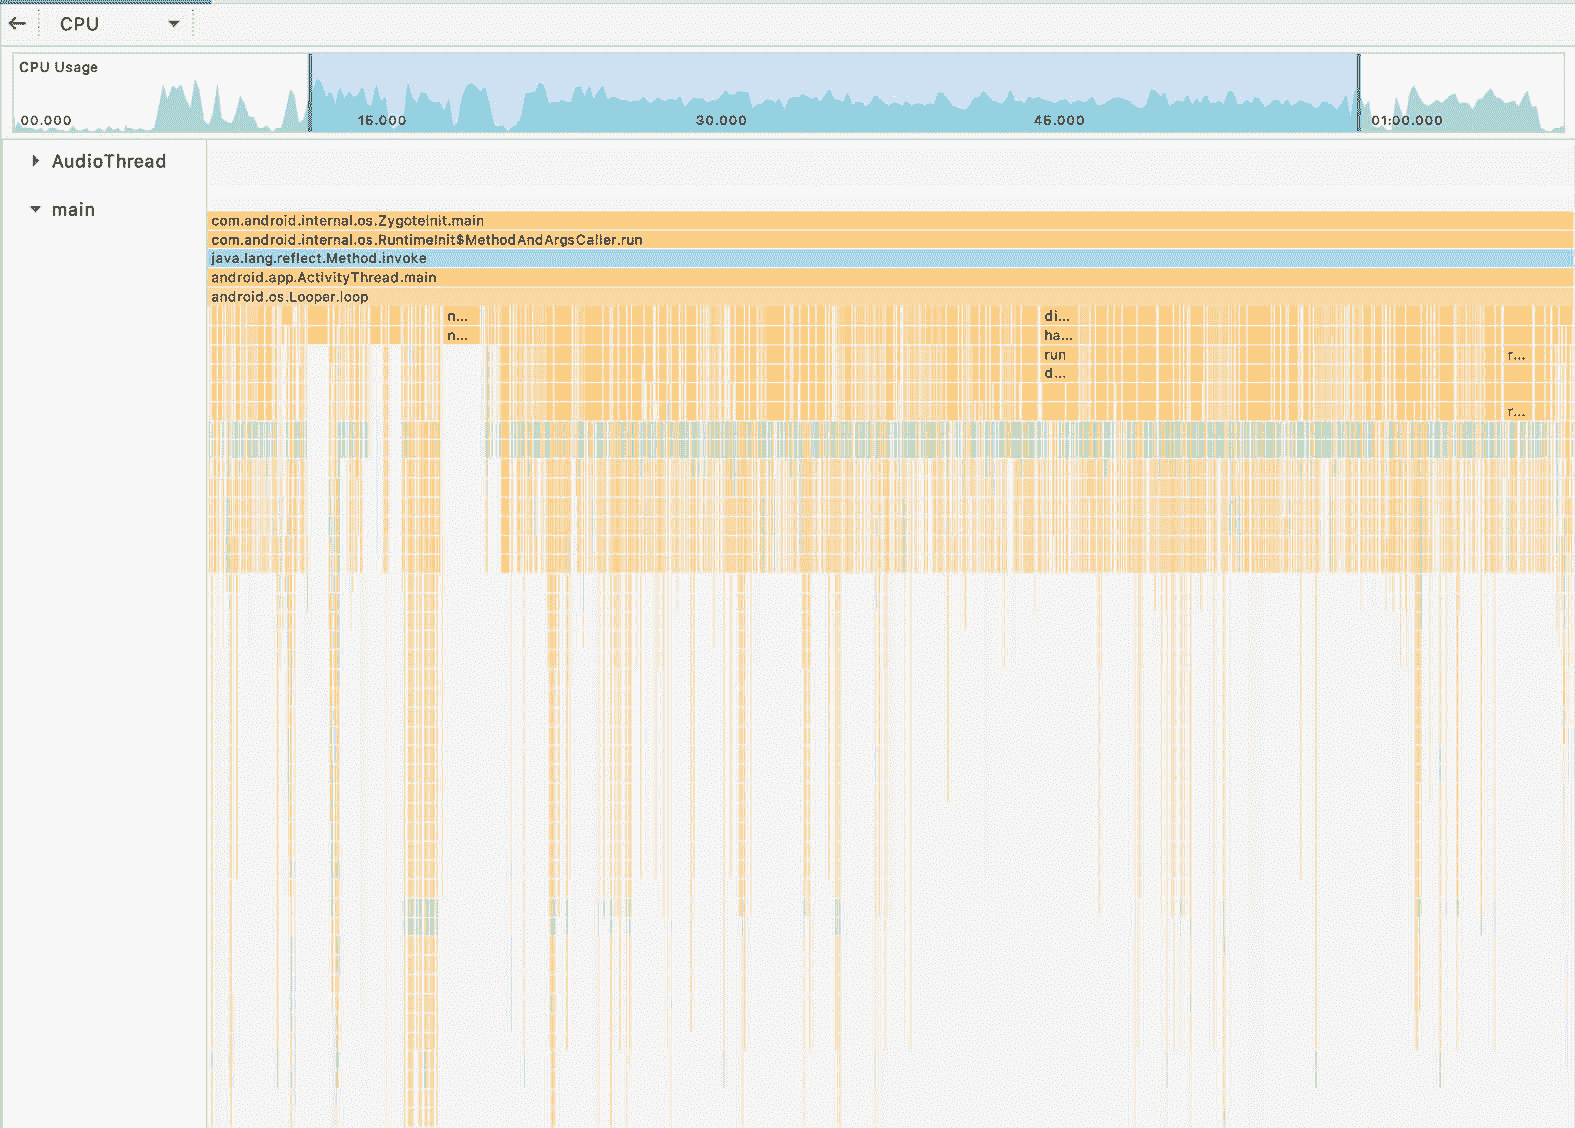 CPU
CPU Usage
00.000
15.000
30.000
45.000
01:00.000
AudioThread
main
com.android.internal.os.ZygoteInit.main
com.android.internal.os.RuntimeInit$MethodAndArgsCaller.run
java.lang.reflect.Method.invoke
android.app.ActivityThread.main
android.os.Looper.loop
n... di...
n... ha...
run r...
d...
r...